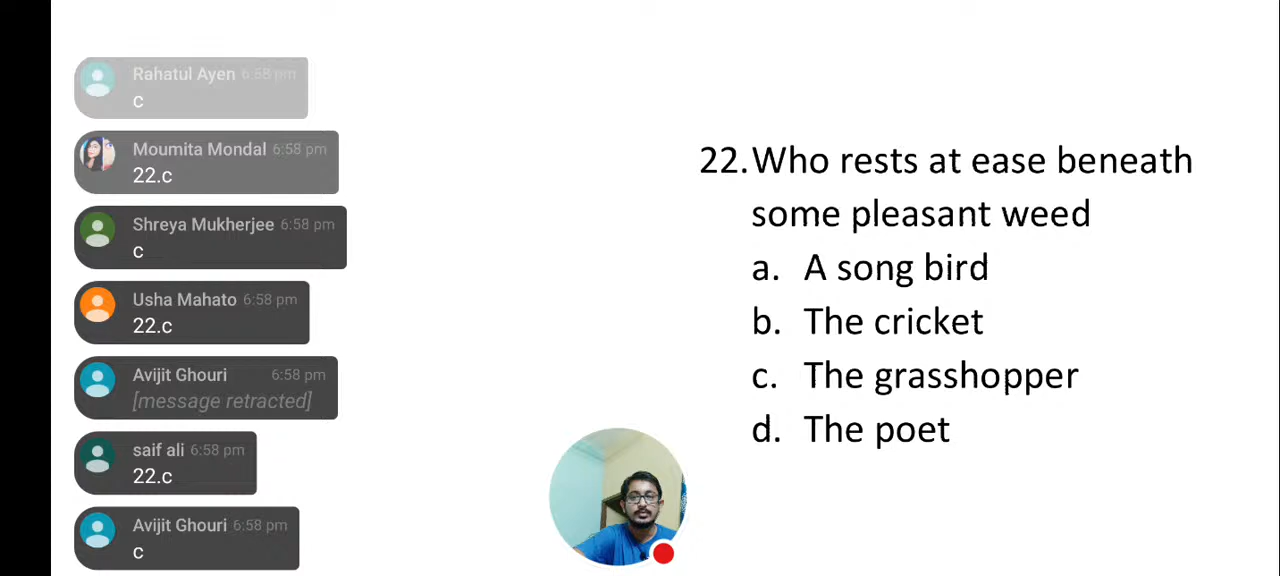 Rahatul Ayen 6:58 pm
c
Moumita Mondal 6:58 pm
22.c
Shreya Mukherjee 6:58 pm
c
Usha Mahato 6:58 pm
22.c
Avijit Ghouri 6:58 pm
[message retracted]
saif ali 6:58 pm
22.c
Avijit Ghouri 6:58 pm
c
22.Who rests at ease beneath
some pleasant weed
a. A song bird
b. The cricket
c. The grasshopper
d. The poet